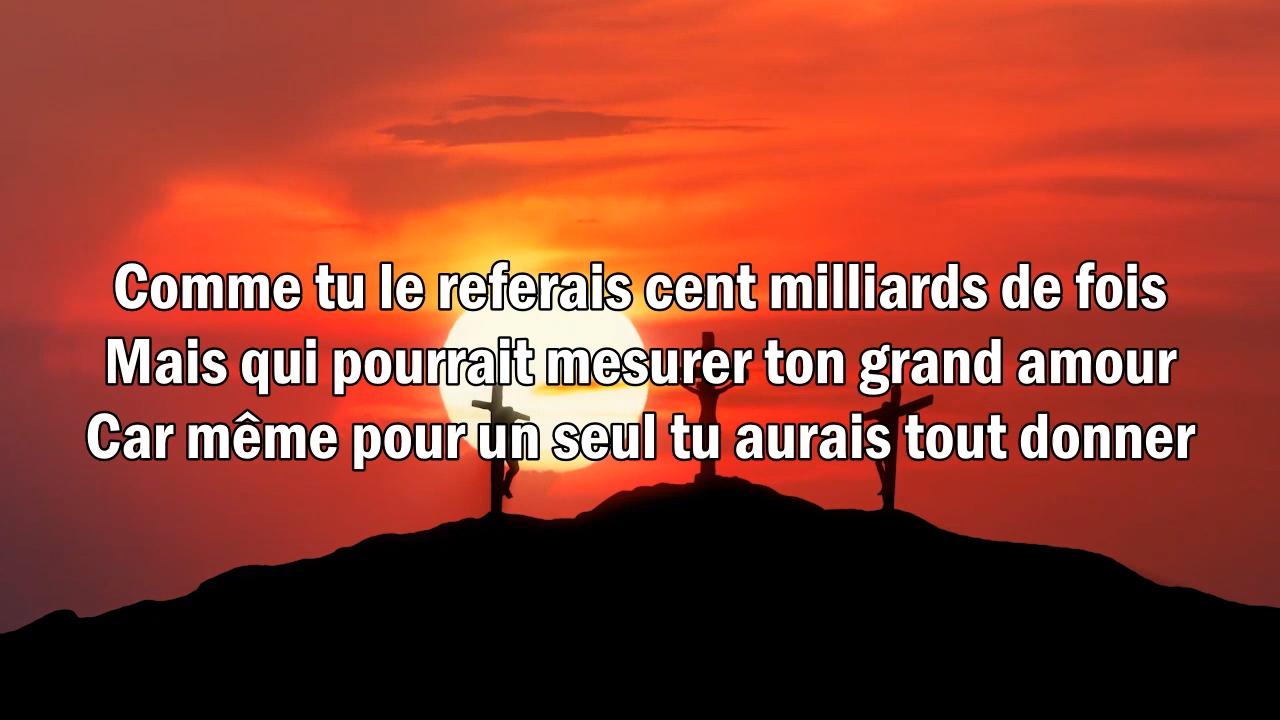 Comme tu le referais cent milliards de fois
Mais qui pourrait mesurer ton grand amour
Car même pour un seul tu aurais tout donner